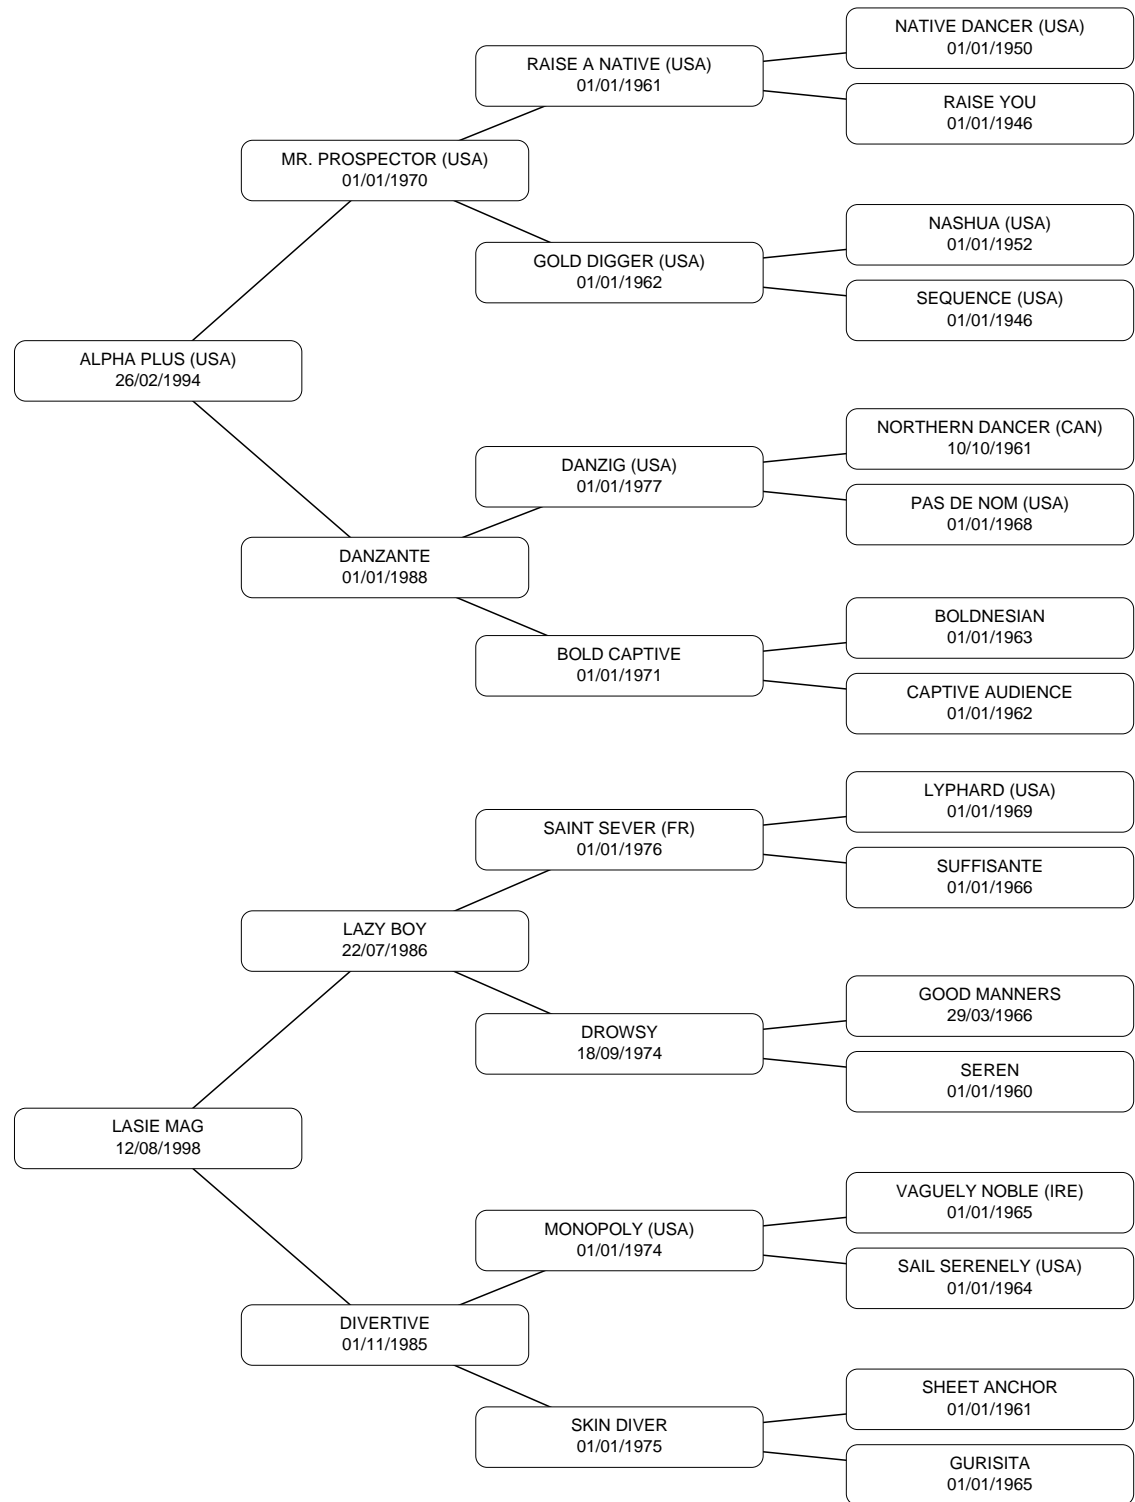 NATIVE DANCER (USA)
01/01/1950
RAISE A NATIVE (USA)
01/01/1961
RAISE YOU
01/01/1946
MR. PROSPECTOR (USA)
01/01/1970
NASHUA (USA)
01/01/1952
GOLD DIGGER (USA)
01/01/1962
SEQUENCE (USA)
01/01/1946
ALPHA PLUS (USA)
26/02/1994
NORTHERN DANCER (CAN)
10/10/1961
DANZIG (USA)
01/01/1977
PAS DE NOM (USA)
01/01/1968
DANZANTE
01/01/1988
BOLDNESIAN
01/01/1963
BOLD CAPTIVE
01/01/1971
CAPTIVE AUDIENCE
01/01/1962
LYPHARD (USA)
01/01/1969
SAINT SEVER (FR)
01/01/1976
SUFFISANTE
01/01/1966
LAZY BOY
22/07/1986
GOOD MANNERS
29/03/1966
DROWSY
18/09/1974
SEREN
01/01/1960
LASIE MAG
12/08/1998
VAGUELY NOBLE (IRE)
01/01/1965
MONOPOLY (USA)
01/01/1974
SAIL SERENELY (USA)
01/01/1964
DIVERTIVE
01/11/1985
SHEET ANCHOR
01/01/1961
SKIN DIVER
01/01/1975
GURISITA
01/01/1965